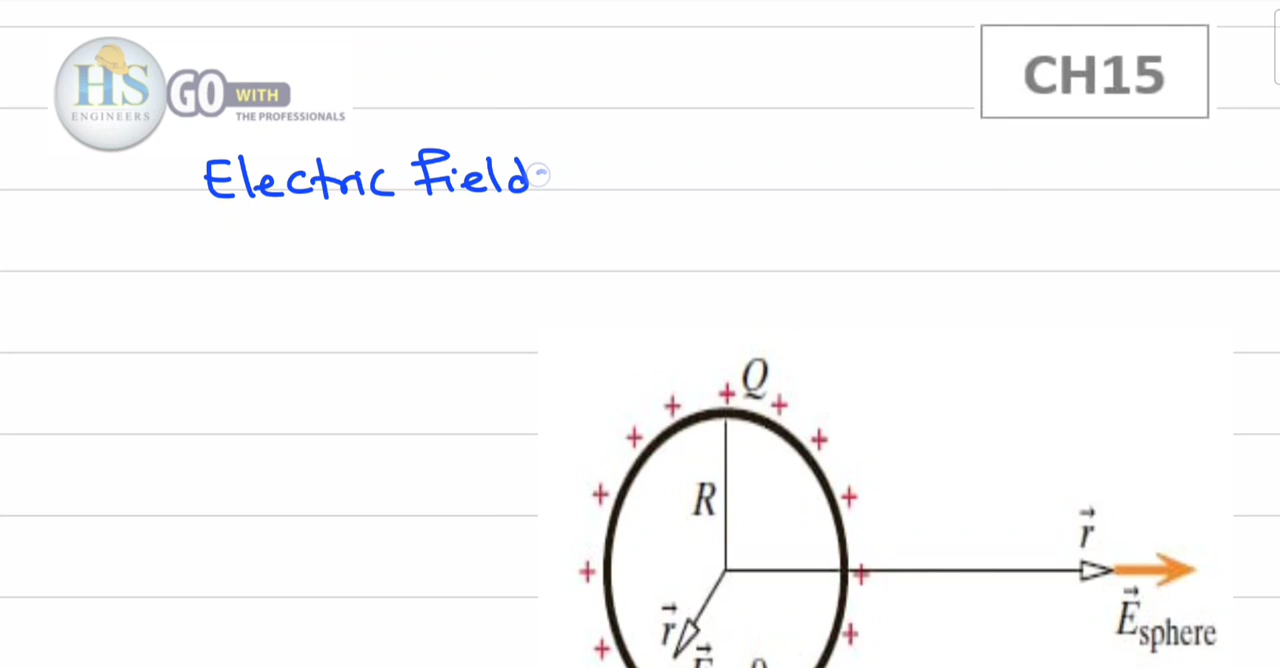 HS
ENGINEERS
GO WITH
THE PROFESSIONALS
CH15
Electric Field
Q
R
r
E sphere
r